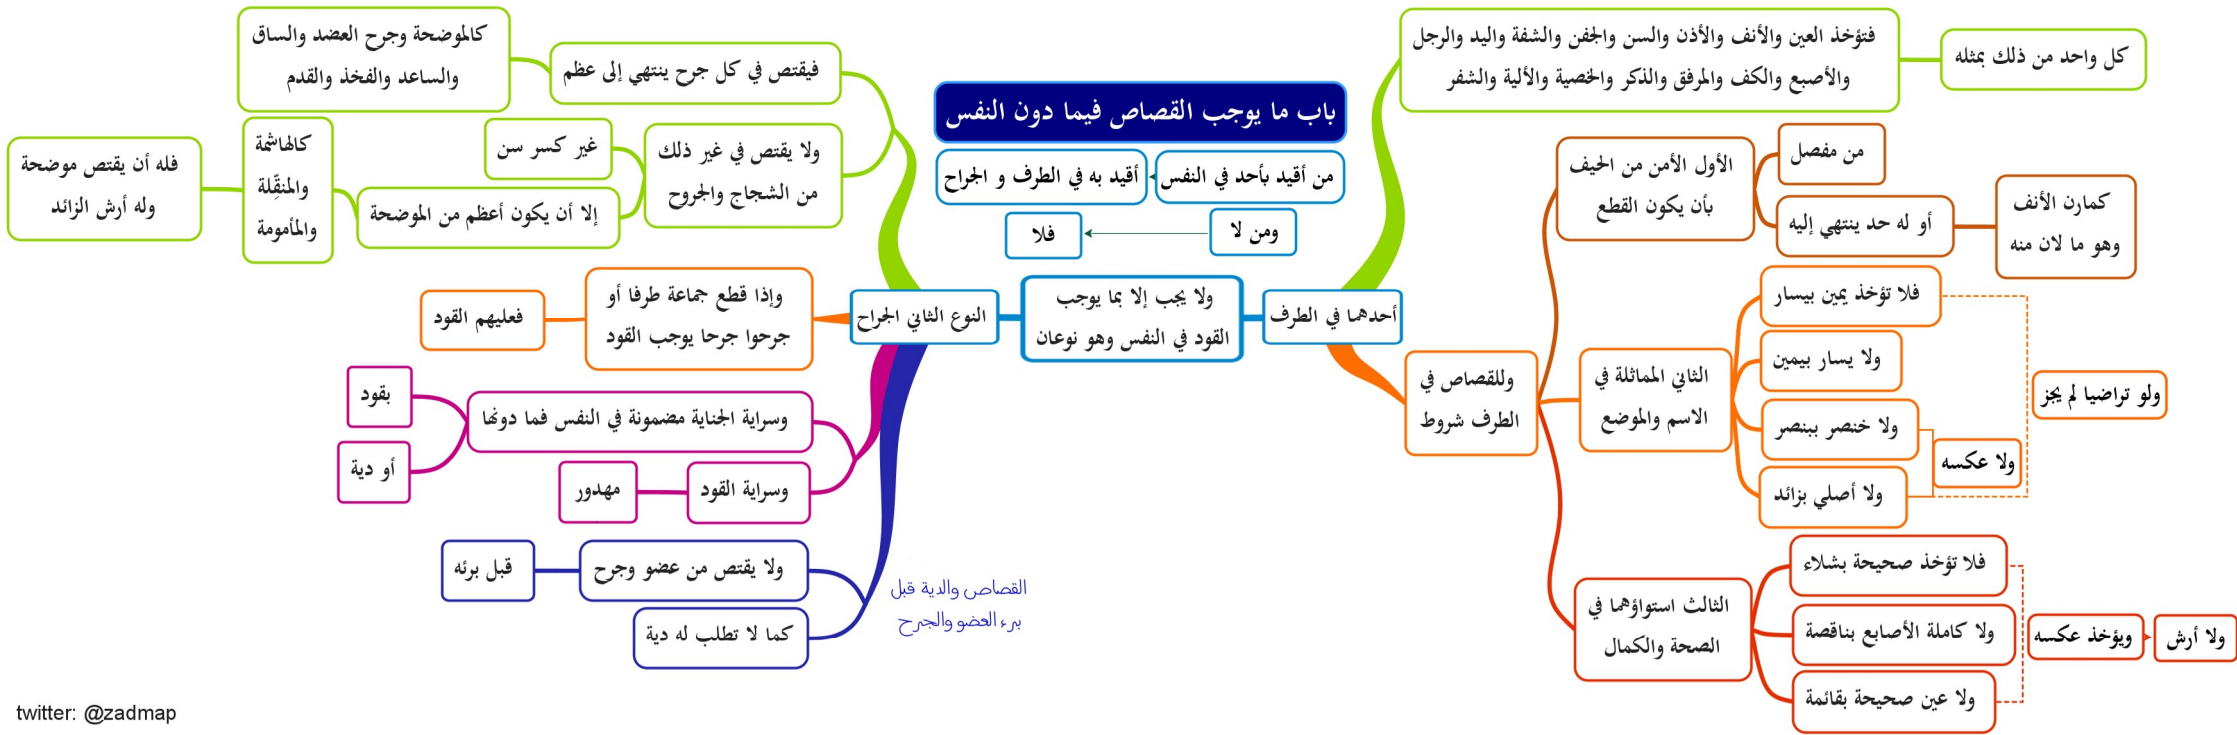 باب ما يوجب القصاص فيما دون النفس
من أقيد بأحد في النفس
أقيد به في الطرف و الجراح
ومن لا
فلا
ولا يجب إلا بما يوجب
القود في النفس وهو نوعان
أحدهما في الطرف
فتؤخذ العين والأنف والأذن والسن والجفن والشفة واليد والرجل
والأصبع والكف والمرفق والذكر والخصية والألية والشفر
كل واحد من ذلك بمثله
وللقصاص في
الطرف شروط
الأول الأمن من الحيف
بأن يكون القطع
من مفصل
أو له حد ينتهي إليه
كمارن الأنف
وهو ما لان منه
الثاني المماثلة في
الاسم والموضع
فلا تؤخذ يمين بيسار
ولا يسار بيمين
ولا خنصر ببنصر
ولا أصلي بزائد
ولا عكسه
ولو تراضيا لم يجز
الثالث استواؤهما في
الصحة والكمال
فلا تؤخذ صحيحة بشلاء
ولا كاملة الأصابع بناقصة
ولا عين صحيحة بقائمة
ويؤخذ عكسه
ولا أرش
النوع الثاني الجراح
فيقتص في كل جرح ينتهي إلى عظم
كالموضحة وجرح العضد والساق
والساعد والفخذ والقدم
ولا يقتص في غير ذلك
من الشجاج والجروح
غير كسر سن
إلا أن يكون أعظم من الموضحة
كالهاشمة
والمنقِّلة
والمأمومة
فله أن يقتص موضحة
وله أرش الزائد
وإذا قطع جماعة طرفا أو
جرحوا جرحا يوجب القود
فعليهم القود
وسراية الجناية مضمونة في النفس فما دونها
بقود
أو دية
وسراية القود
مهدور
القصاص والدية قبل
برء العضو والجرح
ولا يقتص من عضو وجرح
قبل برئه
كما لا تطلب له دية
twitter: @zadmap